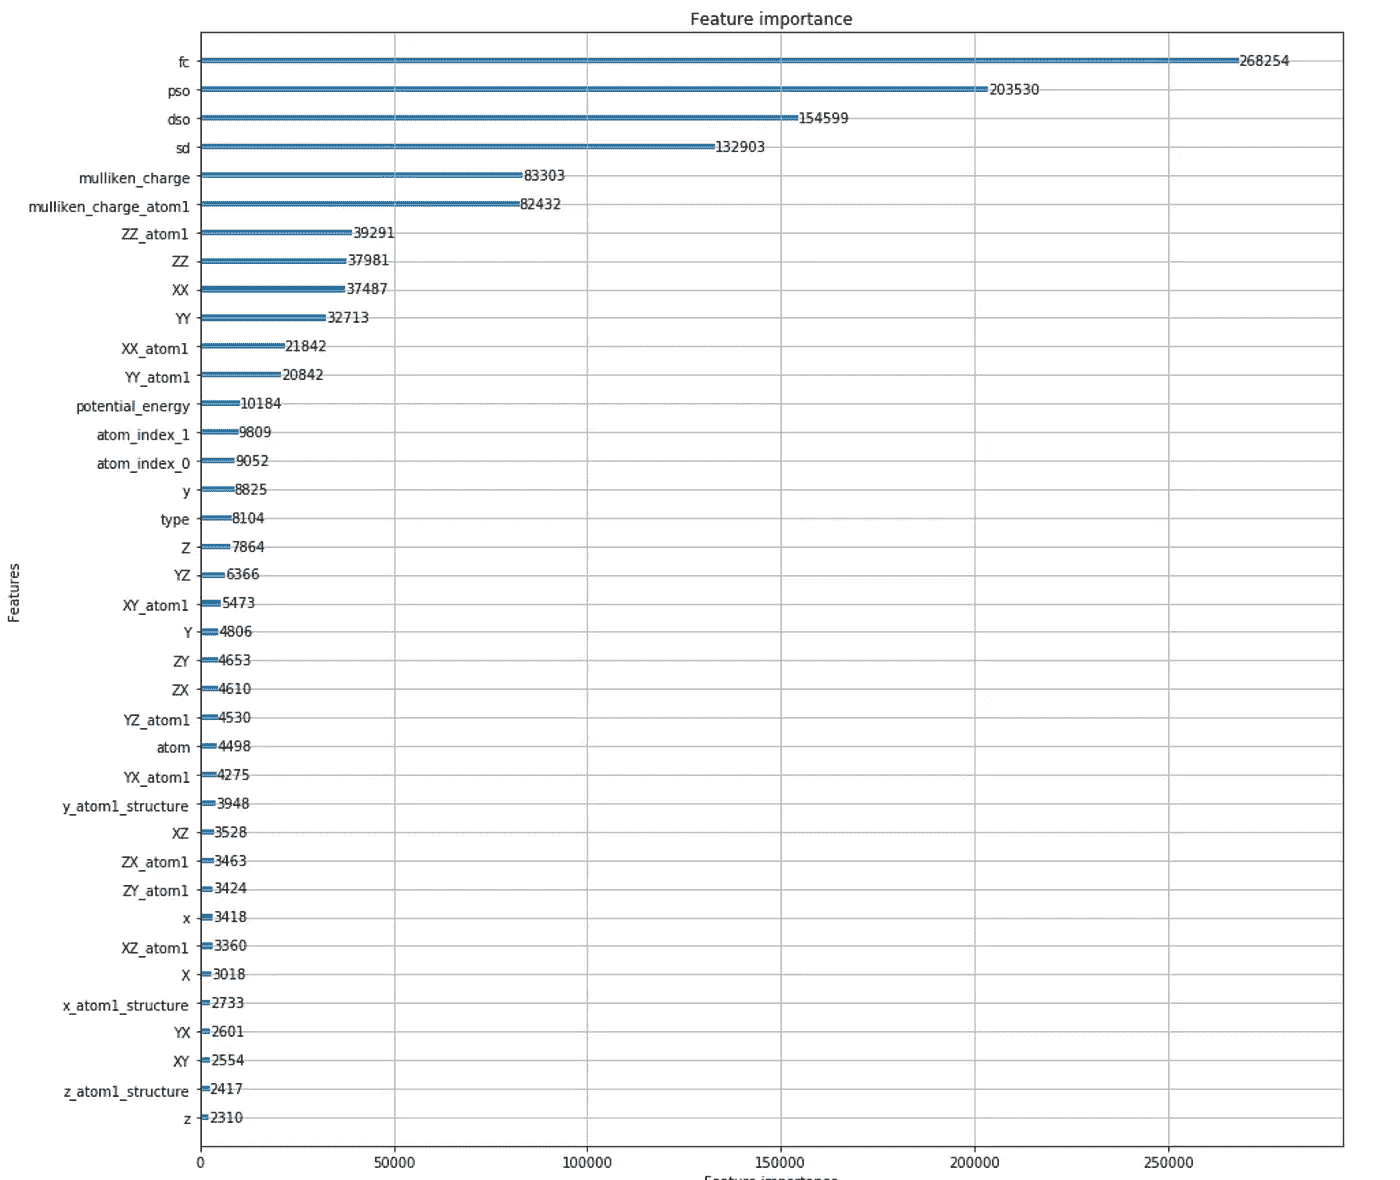 Feature importance
fc 268254
pso 203530
dso 154599
sd 132903
mulliken_charge 83303
mulliken_charge_atom1 82432
ZZ_atom1 39291
ZZ 37981
XX 37487
YY 32713
XX_atom1 21842
YY_atom1 20842
potential_energy 10184
atom_index_1 9809
atom_index_0 9052
y 8825
type 8104
Z 7864
YZ 6366
XY_atom1 5473
Y 4806
ZY 4653
ZX 4610
YZ_atom1 4530
atom 4498
YX_atom1 4275
y_atom1_structure 3948
XZ 3528
ZX_atom1 3463
ZY_atom1 3424
x 3418
XZ_atom1 3360
X 3018
x_atom1_structure 2733
YX 2601
XY 2554
z_atom1_structure 2417
z 2310
Features
0 50000 100000 150000 200000 250000
Feature importance